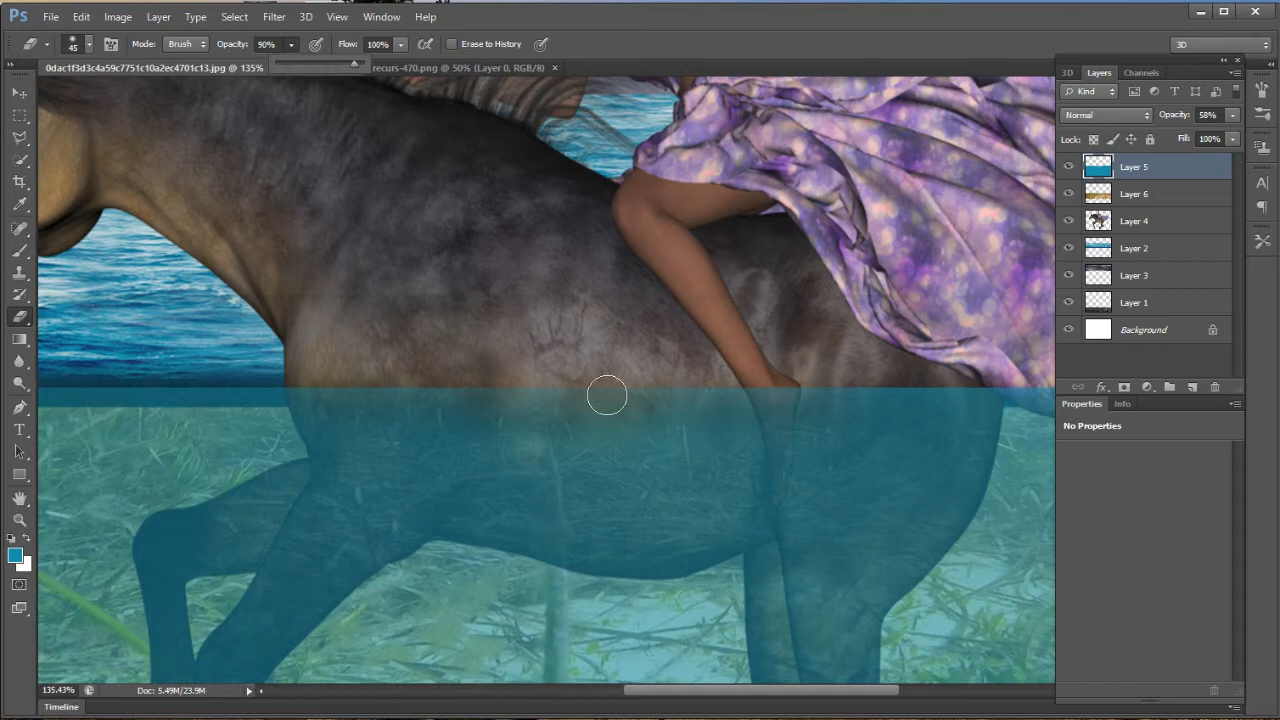 Ps File Edit Image Layer Type Select Filter 3D View Window Help
45 Mode: Brush Opacity: 90% Flow: 100% Erase to History 3D
0dac1f3d3c4a59c7751c10a2ec4701c13.jpg @ 135% recurs-470.png @ 50% (Layer 0, RGB/8) ×
3D Layers Channels
Kind
Normal Opacity: 58%
Lock: Fill: 100%
Layer 5
Layer 6
Layer 4
Layer 2
Layer 3
Layer 1
Background
Properties Info
No Properties
135.43% Doc: 5.49M/23.9M
Timeline